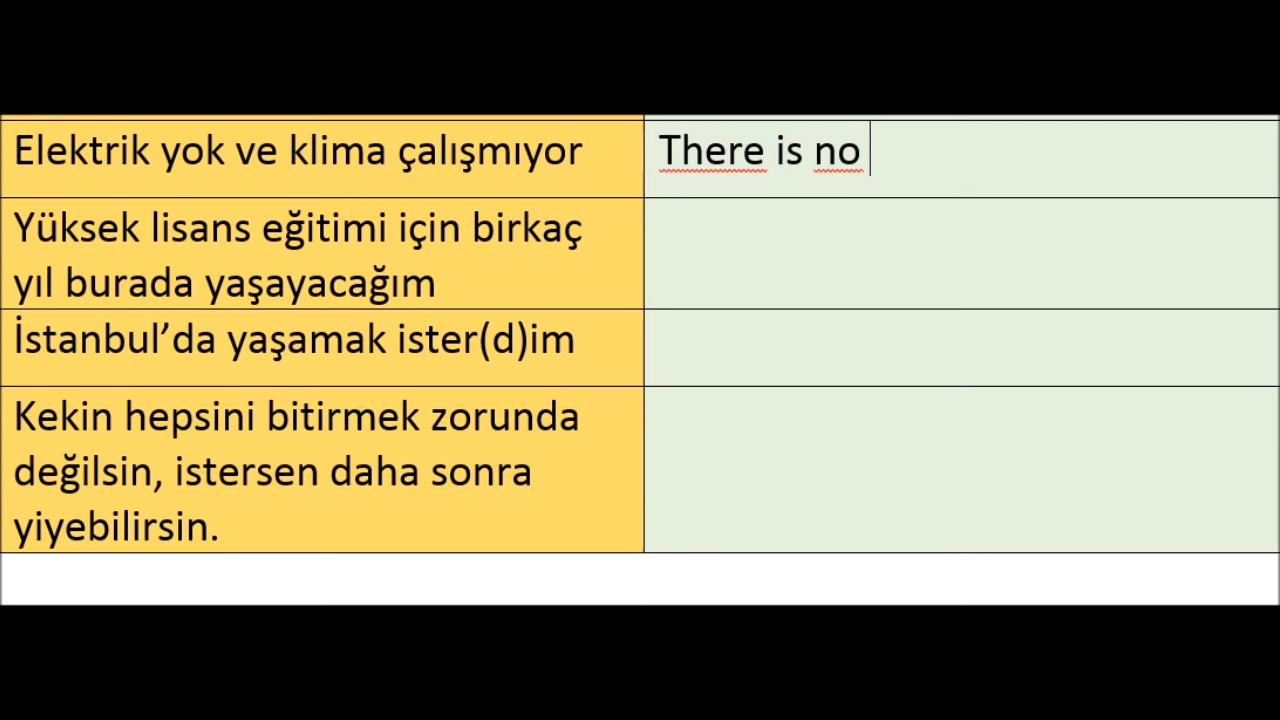 Elektrik yok ve klima çalışmıyor
There is no
Yüksek lisans eğitimi için birkaç
yıl burada yaşayacağım
İstanbul’da yaşamak ister(d)im
Kekin hepsini bitirmek zorunda
değilsin, istersen daha sonra
yiyebilirsin.